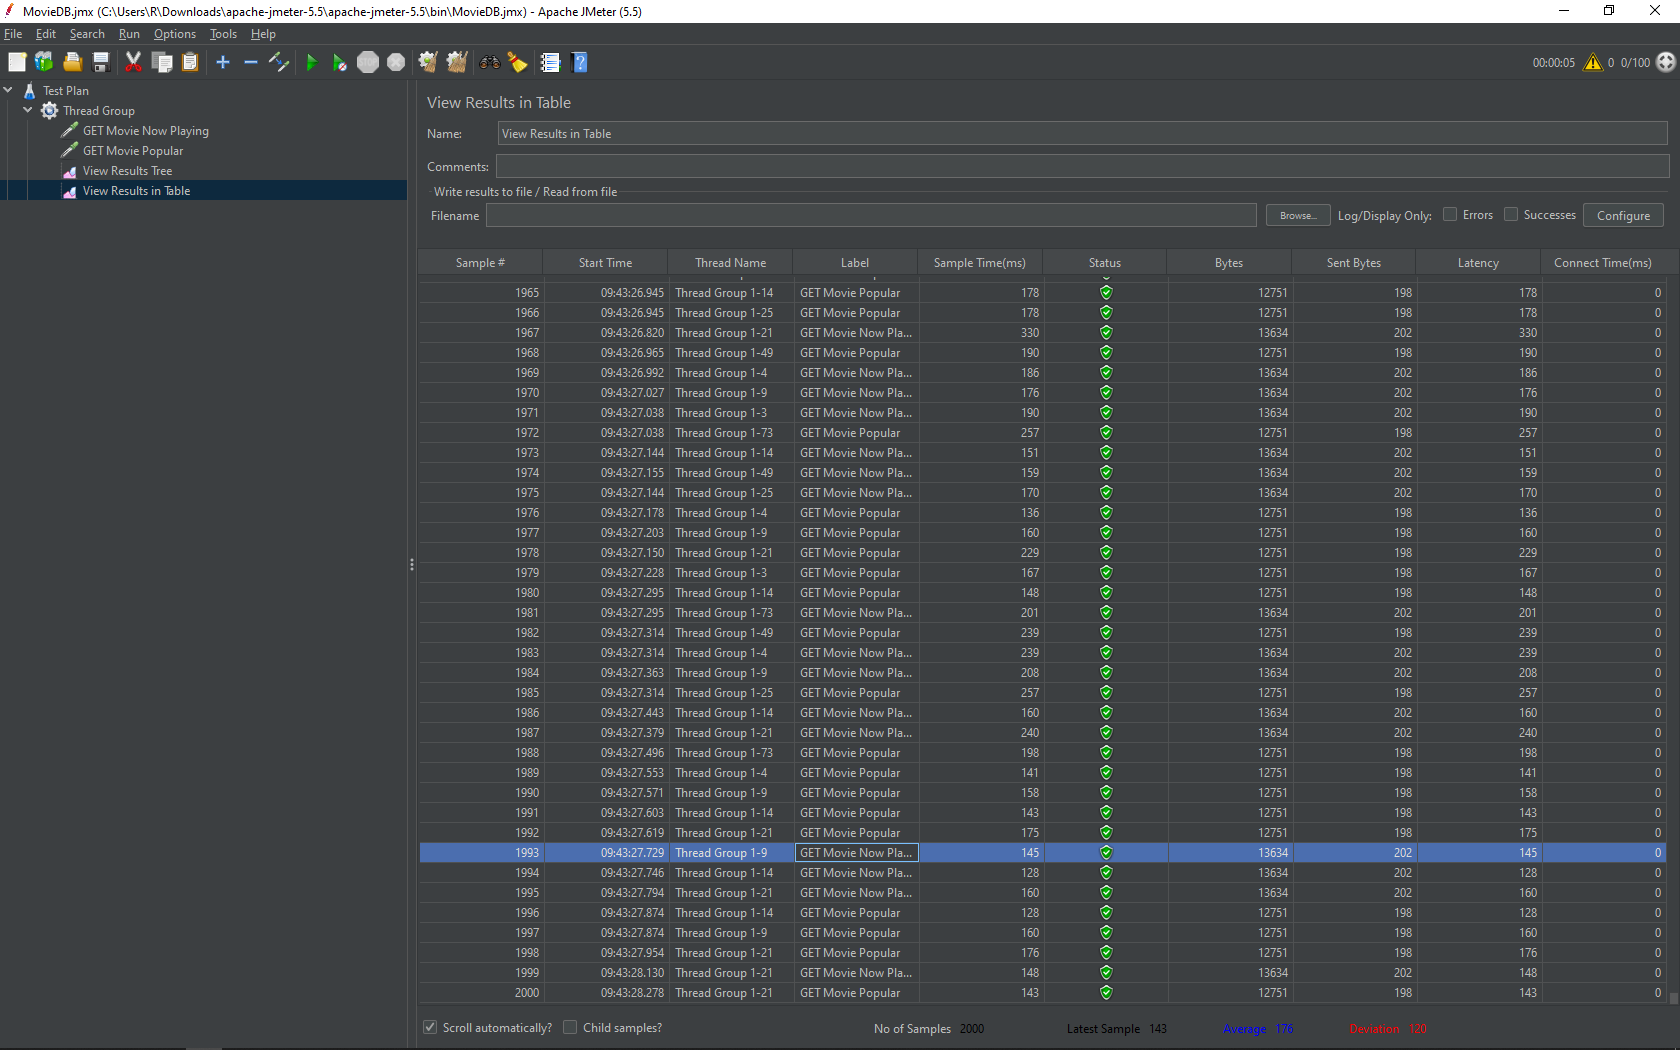 MovieDB.jmx (C:\Users\R\Downloads\apache-jmeter-5.5\apache-jmeter-5.5\bin\MovieDB.jmx) - Apache JMeter (5.5)
File Edit Search Run Options Tools Help
STOP 00:00:05 0 0/100
Test Plan
Thread Group
GET Movie Now Playing
GET Movie Popular
View Results Tree
View Results in Table
View Results in Table
Name: View Results in Table
Comments:
Write results to file / Read from file
Filename Browse... Log/Display Only: Errors Successes Configure
Sample # Start Time Thread Name Label Sample Time(ms) Status Bytes Sent Bytes Latency Connect Time(ms)
1965 09:43:26.945 Thread Group 1-14 GET Movie Popular 178 12751 198 178 0
1966 09:43:26.945 Thread Group 1-25 GET Movie Popular 178 12751 198 178 0
1967 09:43:26.820 Thread Group 1-21 GET Movie Now Pla... 330 13634 202 330 0
1968 09:43:26.965 Thread Group 1-49 GET Movie Popular 190 12751 198 190 0
1969 09:43:26.992 Thread Group 1-4 GET Movie Now Pla... 186 13634 202 186 0
1970 09:43:27.027 Thread Group 1-9 GET Movie Now Pla... 176 13634 202 176 0
1971 09:43:27.038 Thread Group 1-3 GET Movie Now Pla... 190 13634 202 190 0
1972 09:43:27.038 Thread Group 1-73 GET Movie Popular 257 12751 198 257 0
1973 09:43:27.144 Thread Group 1-14 GET Movie Now Pla... 151 13634 202 151 0
1974 09:43:27.155 Thread Group 1-49 GET Movie Now Pla... 159 13634 202 159 0
1975 09:43:27.144 Thread Group 1-25 GET Movie Now Pla... 170 13634 202 170 0
1976 09:43:27.178 Thread Group 1-4 GET Movie Popular 136 12751 198 136 0
1977 09:43:27.203 Thread Group 1-9 GET Movie Popular 160 12751 198 160 0
1978 09:43:27.150 Thread Group 1-21 GET Movie Popular 229 12751 198 229 0
1979 09:43:27.228 Thread Group 1-3 GET Movie Popular 167 12751 198 167 0
1980 09:43:27.295 Thread Group 1-14 GET Movie Popular 148 12751 198 148 0
1981 09:43:27.295 Thread Group 1-73 GET Movie Now Pla... 201 13634 202 201 0
1982 09:43:27.314 Thread Group 1-49 GET Movie Popular 239 12751 198 239 0
1983 09:43:27.314 Thread Group 1-4 GET Movie Now Pla... 239 13634 202 239 0
1984 09:43:27.363 Thread Group 1-9 GET Movie Now Pla... 208 13634 202 208 0
1985 09:43:27.314 Thread Group 1-25 GET Movie Popular 257 12751 198 257 0
1986 09:43:27.443 Thread Group 1-14 GET Movie Now Pla... 160 13634 202 160 0
1987 09:43:27.379 Thread Group 1-21 GET Movie Now Pla... 240 13634 202 240 0
1988 09:43:27.496 Thread Group 1-73 GET Movie Popular 198 12751 198 198 0
1989 09:43:27.553 Thread Group 1-4 GET Movie Popular 141 12751 198 141 0
1990 09:43:27.571 Thread Group 1-9 GET Movie Popular 158 12751 198 158 0
1991 09:43:27.603 Thread Group 1-14 GET Movie Popular 143 12751 198 143 0
1992 09:43:27.619 Thread Group 1-21 GET Movie Popular 175 12751 198 175 0
1993 09:43:27.729 Thread Group 1-9 GET Movie Now Pla... 145 13634 202 145 0
1994 09:43:27.746 Thread Group 1-14 GET Movie Now Pla... 128 13634 202 128 0
1995 09:43:27.794 Thread Group 1-21 GET Movie Now Pla... 160 13634 202 160 0
1996 09:43:27.874 Thread Group 1-14 GET Movie Popular 128 12751 198 128 0
1997 09:43:27.874 Thread Group 1-9 GET Movie Popular 160 12751 198 160 0
1998 09:43:27.954 Thread Group 1-21 GET Movie Popular 176 12751 198 176 0
1999 09:43:28.130 Thread Group 1-21 GET Movie Now Pla... 148 13634 202 148 0
2000 09:43:28.278 Thread Group 1-21 GET Movie Popular 143 12751 198 143 0
Scroll automatically? Child samples? No of Samples 2000 Latest Sample 143 Average 176 Deviation 120